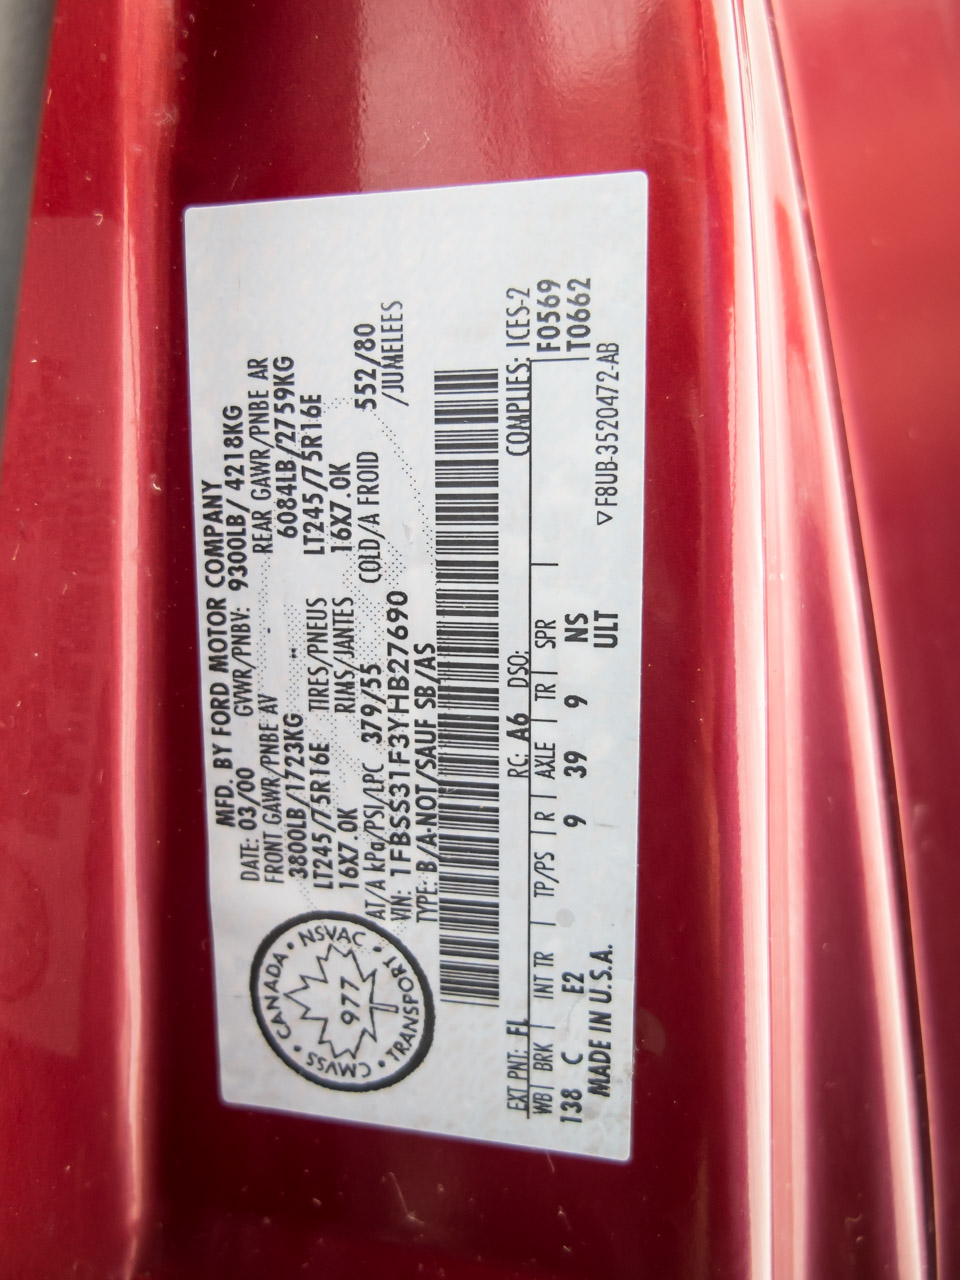 MFD. BY FORD MOTOR COMPANY
DATE: 03/00 GVWR/PNBV: 9300LB/ 4218KG
FRONT GAWR/PNBE AV REAR GAWR/PNBE AR
3800LB/1723KG 6084LB/2759KG
LT245/75R16E TIRES/PNEUS LT245/75R16E
16X7.0K RIMS/JANTES 16X7.0K
AT/A kPa/PSI/LPC 379/55 COLD/A FROID 552/80
VIN: 1FBSS31F3YHB27690 /JUMELEES
TYPE: B/A-NOT/SAUF SB/AS
CANADA • NSVAC • TRANSPORT • CMVSS •
977
EXT PNT: FL RC: A6 DSO: COMPLIES: ICES-2
WB BRK INT TR TP/PS R AXLE TR SPR F0569
138 C E2 9 39 9 NS T0662
MADE IN U.S.A. ULT
▽ F8UB-3520472-AB